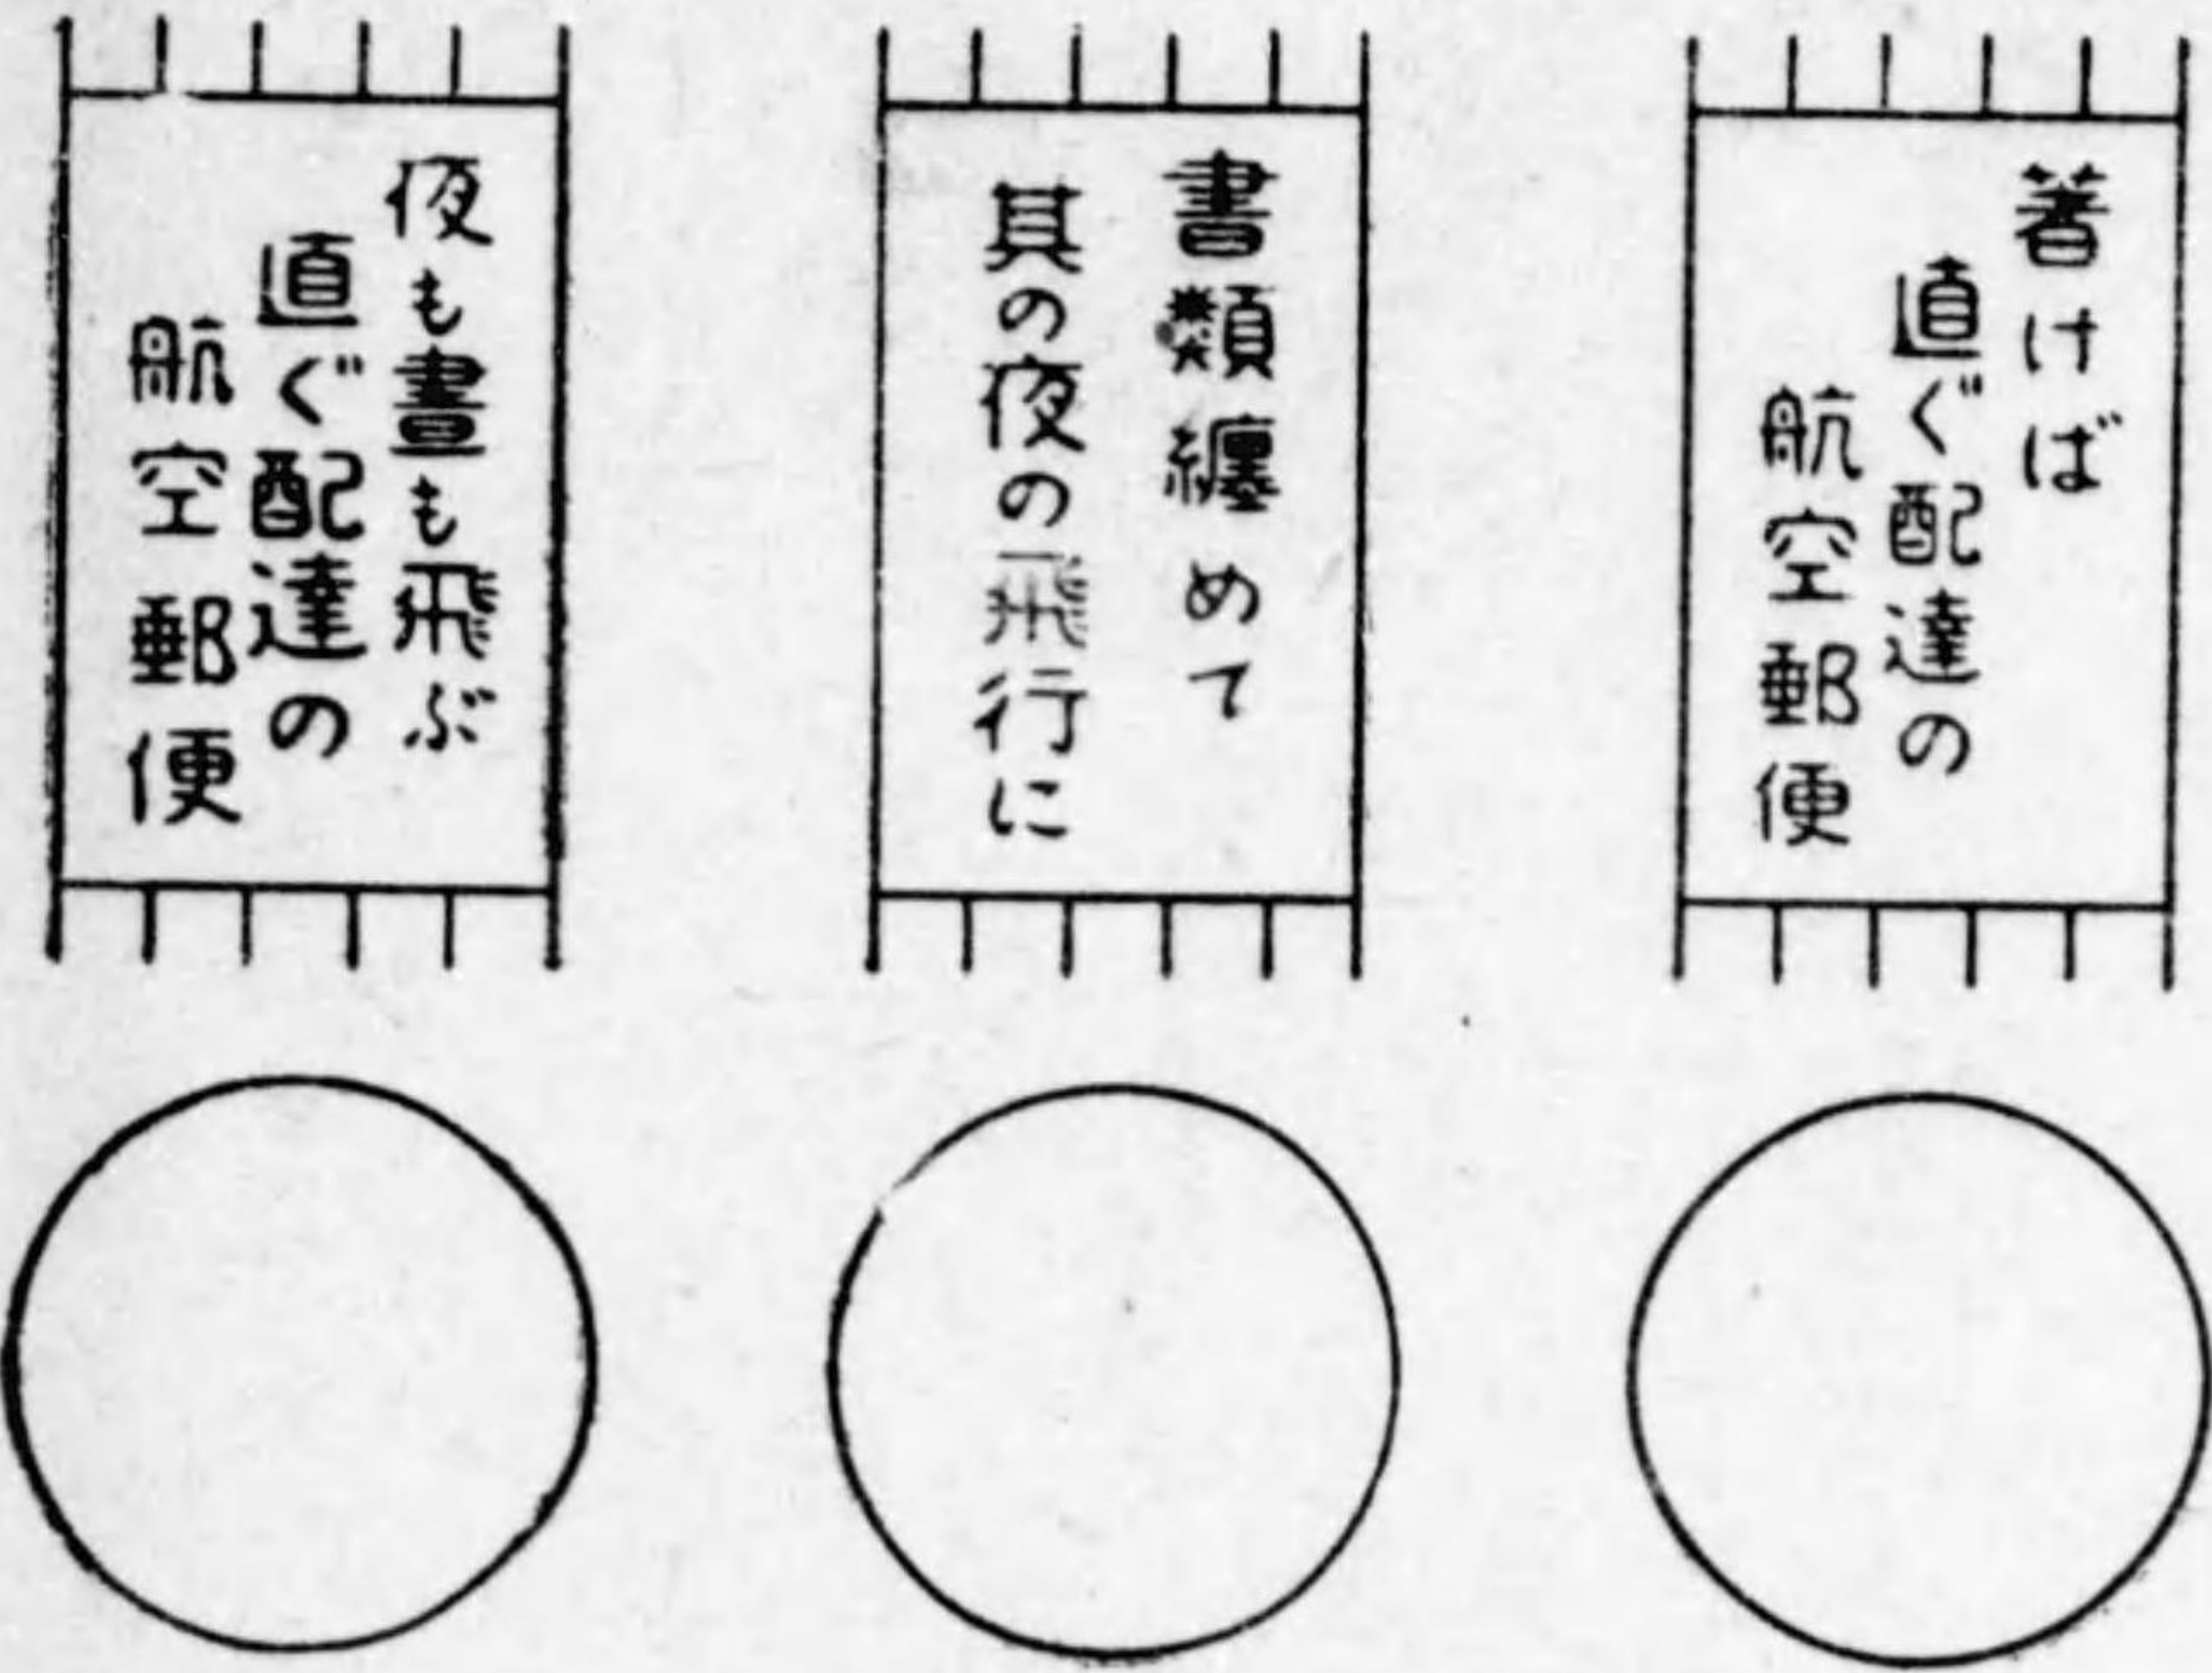 著けば
直ぐ配達の
航空郵便
書類纏めて
其の夜の飛行に
夜も晝も飛ぶ
直ぐ配達の
航空郵便